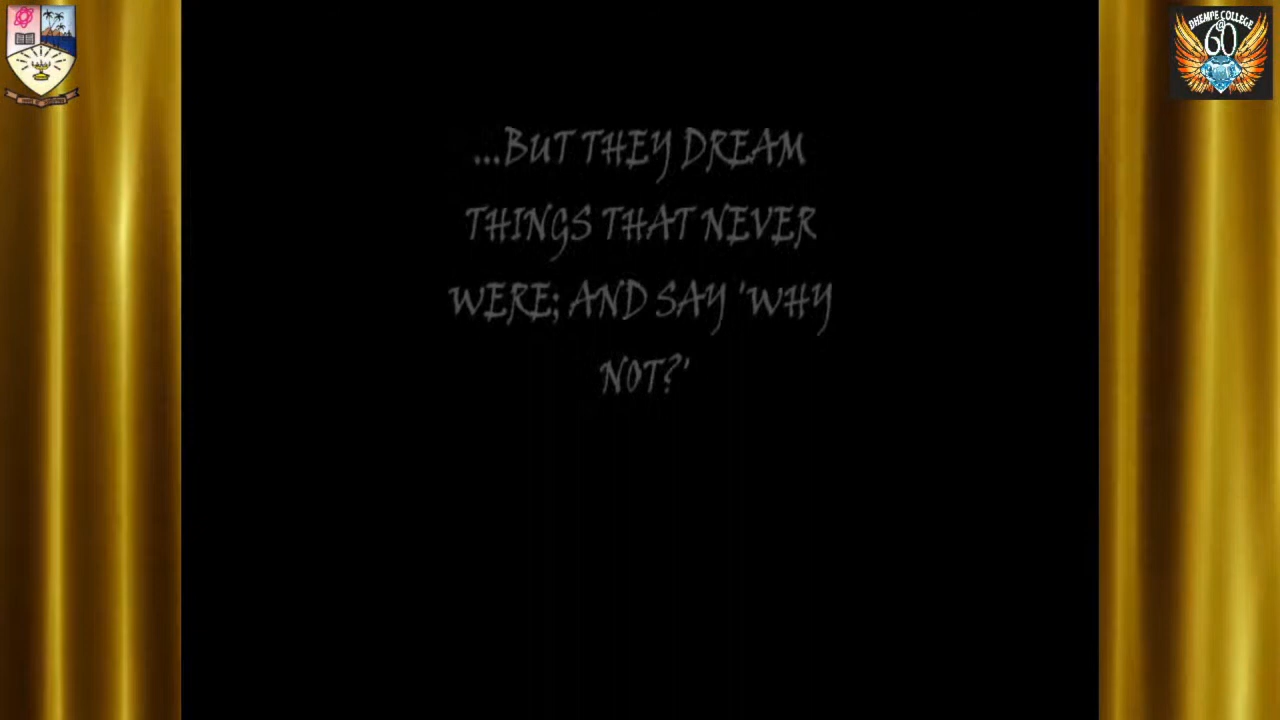 DHEMPE COLLEGE
@
60
...BUT THEY DREAM
THINGS THAT NEVER
WERE; AND SAY 'WHY
NOT?'